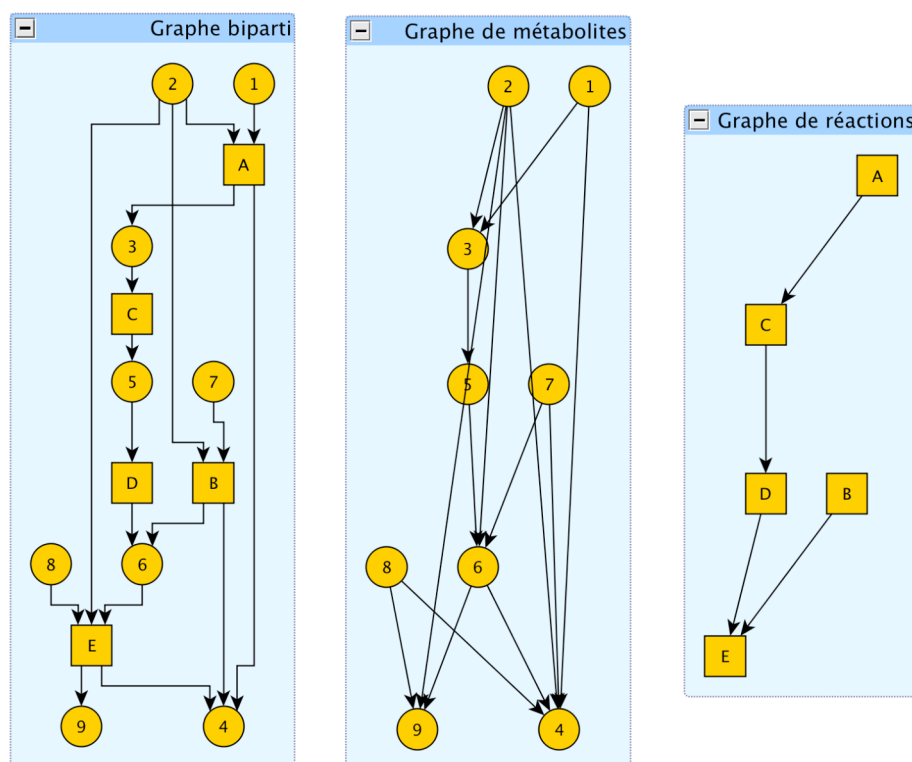 Graphe biparti
2
1
A
3
C
5
7
D
B
8
6
E
9
4
Graphe de métabolites
2
1
3
5
7
8
6
9
4
Graphe de réactions
A
C
D
B
E